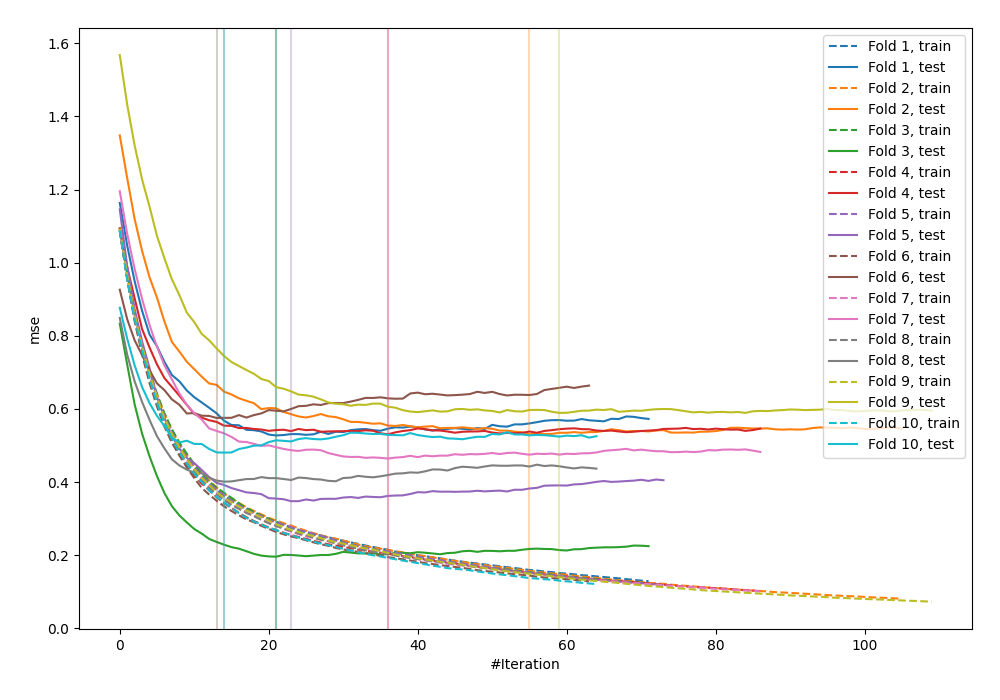 1.6
1.4
1.2
1.0
0.8
0.6
0.4
0.2
0.0
mse
0 20 40 60 80 100
#Iteration
Fold 1, train
Fold 1, test
Fold 2, train
Fold 2, test
Fold 3, train
Fold 3, test
Fold 4, train
Fold 4, test
Fold 5, train
Fold 5, test
Fold 6, train
Fold 6, test
Fold 7, train
Fold 7, test
Fold 8, train
Fold 8, test
Fold 9, train
Fold 9, test
Fold 10, train
Fold 10, test